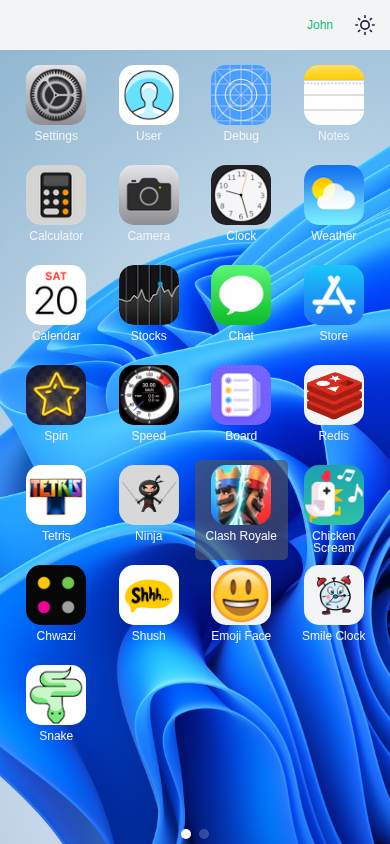 John
Settings
User
Debug
Notes
Calculator
Camera
Clock
Weather
SAT
20
Calendar
Stocks
Chat
Store
Spin
Speed
Board
Redis
TETRIS
Tetris
Ninja
Clash Royale
Chicken
Scream
Shhh...
Chwazi
Shush
Emoji Face
Smile Clock
Snake